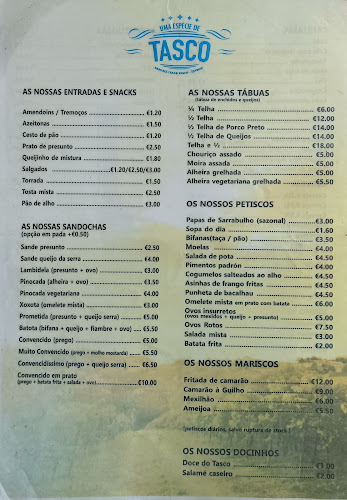 UMA ESPÉCIE DE
TASCO
AS NOSSAS ENTRADAS E SNACKS
Amendoins / Tremoços €1.20
Azeitonas €1.50
Cesto de pão €1.20
Prato de presunto €2.50
Queijinho de mistura €1.80
Salgados €1.20/€2.50/€3.00
Torrada €1.50
Tosta mista €2.50
Pão de alho €3.00
AS NOSSAS SANDOCHAS
(opção em pada +€0.50)
Sande presunto €2.50
Sande queijo da serra €4.00
Lambidela (presunto + ovo) €3.00
Pinocada (alheira + ovo) €3.50
Pinocada vegetariana €4.00
Xoxota (omelete mista) €3.00
Prometida (presunto + queijo serra) €5.00
Batota (bifana + queijo + fiambre + ovo) €5.50
Convencido (prego) €5.00
Muito Convencido (prego + molho mostarda) €5.50
Convencidíssimo (prego + queijo serra) €6.50
Convencido em prato
(prego + batata frita + salada + ovo) €10.00
AS NOSSAS TÁBUAS
(tábua de enchidos e queijos)
¼ Telha €6.00
½ Telha €12.00
½ Telha de Porco Preto €14.00
½ Telha de Queijos €14.00
Telha e ½ €18.00
Chouriço assado €5.00
Moira assada €5.00
Alheira grelhada €5.50
Alheira vegetariana grelhada €5.50
OS NOSSOS PETISCOS
Papas de Sarrabulho (sazonal) €3.00
Sopa do dia €1.60
Bifanas(taça / pão) €3.50
Moelas €4.00
Salada de pota €4.50
Pimentos padrón €4.00
Cogumelos salteados ao alho €4.50
Asinhas de frango fritas €4.50
Punheta de bacalhau €4.50
Omelete mista em prato com batata €6.00
Ovos insurretos
(ovos mexidos + queijo + presunto) €5.00
Ovos Rotos €7.50
Salada mista €3.00
Batata frita €2.00
OS NOSSOS MARISCOS
Fritada de camarão €12.00
Camarão à Guilho €9.00
Mexilhão €6.00
Ameijoa €5.50
(petiscos diários, salvo ruptura de stock)
OS NOSSOS DOCINHOS
Doce do Tasco €3.00
Salame caseiro €2.00